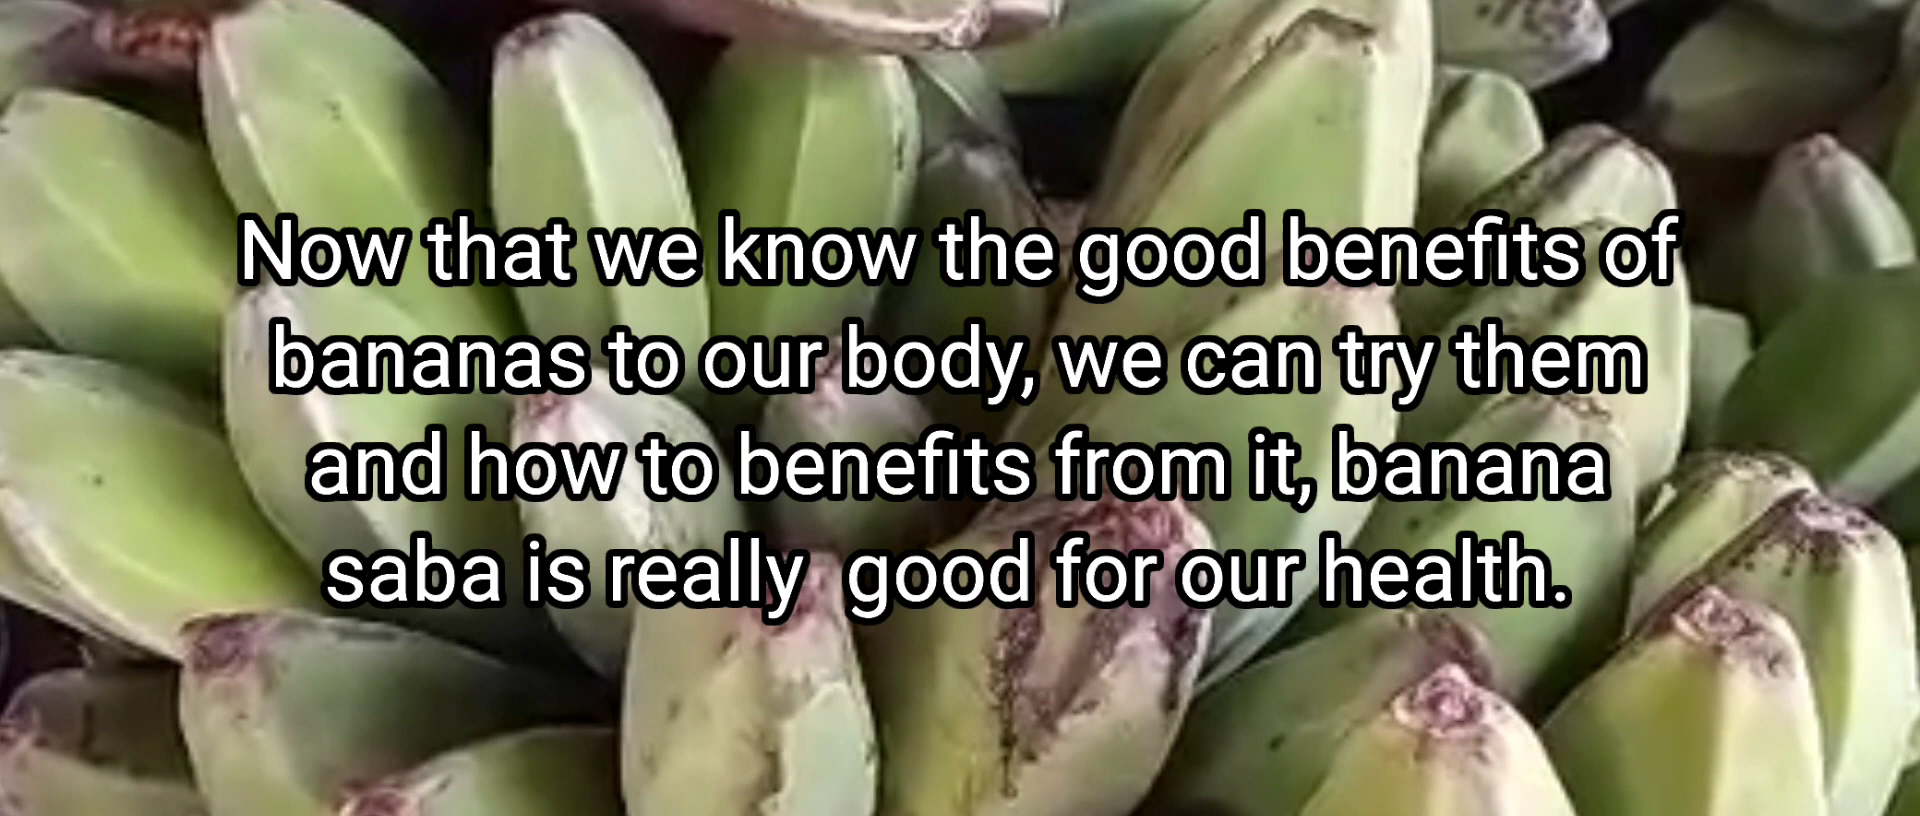 Now that we know the good benefits of
bananas to our body, we can try them
and how to benefits from it, banana
saba is really  good for our health.